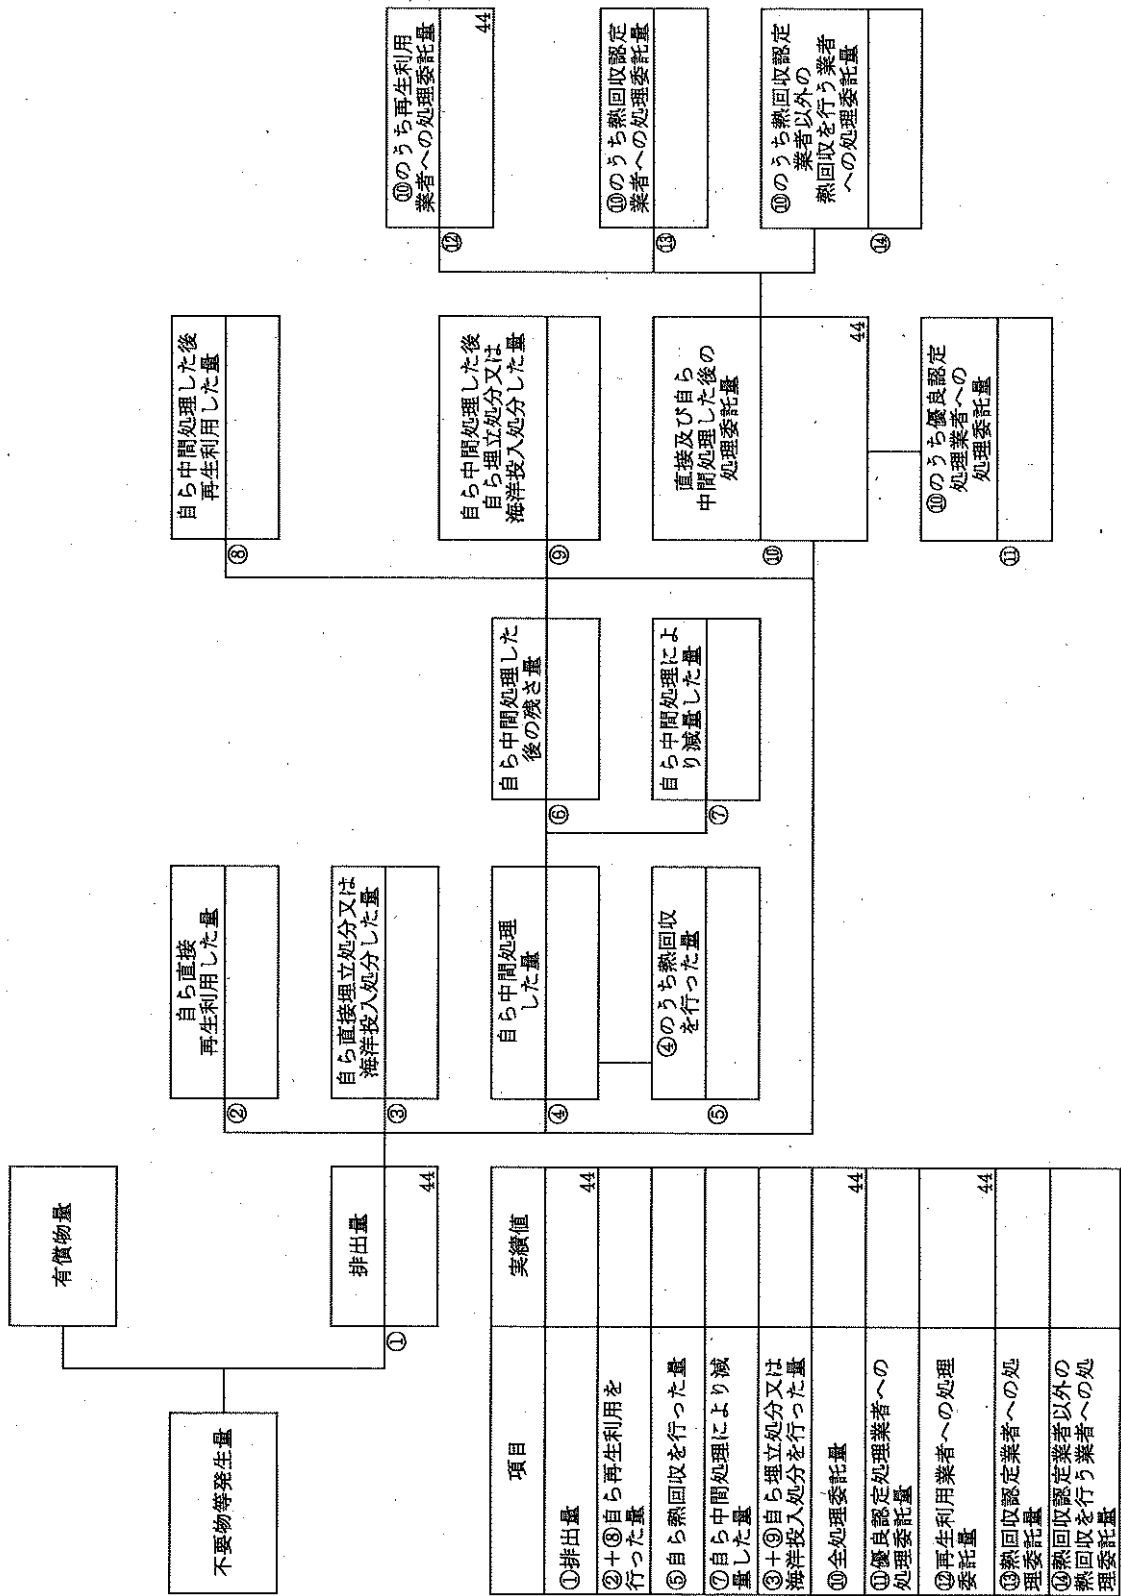 不要物等発生量
有償物量
排出量
①
44
自ら直接
再生利用した量
②
自ら直接埋立処分又は
海洋投入処分した量
③
自ら中間処理
した量
④
④のうち熱回収
を行った量
⑤
自ら中間処理した
後の残さ量
⑥
自ら中間処理によ
り減量した量
⑦
自ら中間処理した後
再生利用した量
⑧
自ら中間処理した後
自ら埋立処分又は
海洋投入処分した量
⑨
直接及び自ら
中間処理した後の
処理委託量
⑩
44
⑩のうち優良認定
処理業者への
処理委託量
⑪
⑩のうち再生利用
業者への処理委託量
⑫
44
⑩のうち熱回収認定
業者への処理委託量
⑬
⑩のうち熱回収認定
業者以外の
熱回収を行う業者
への処理委託量
⑭
項目 実績値
①排出量 44
②+⑧自ら再生利用を
行った量
⑤自ら熱回収を行った量
⑦自ら中間処理により減
量した量
③+⑨自ら埋立処分又は
海洋投入処分を行った量
⑩全処理委託量 44
⑪優良認定処理業者への
処理委託量
⑫再生利用業者への処理
委託量 44
⑬熱回収認定業者への処
理委託量
⑭熱回収認定業者以外の
熱回収を行う業者への処
理委託量